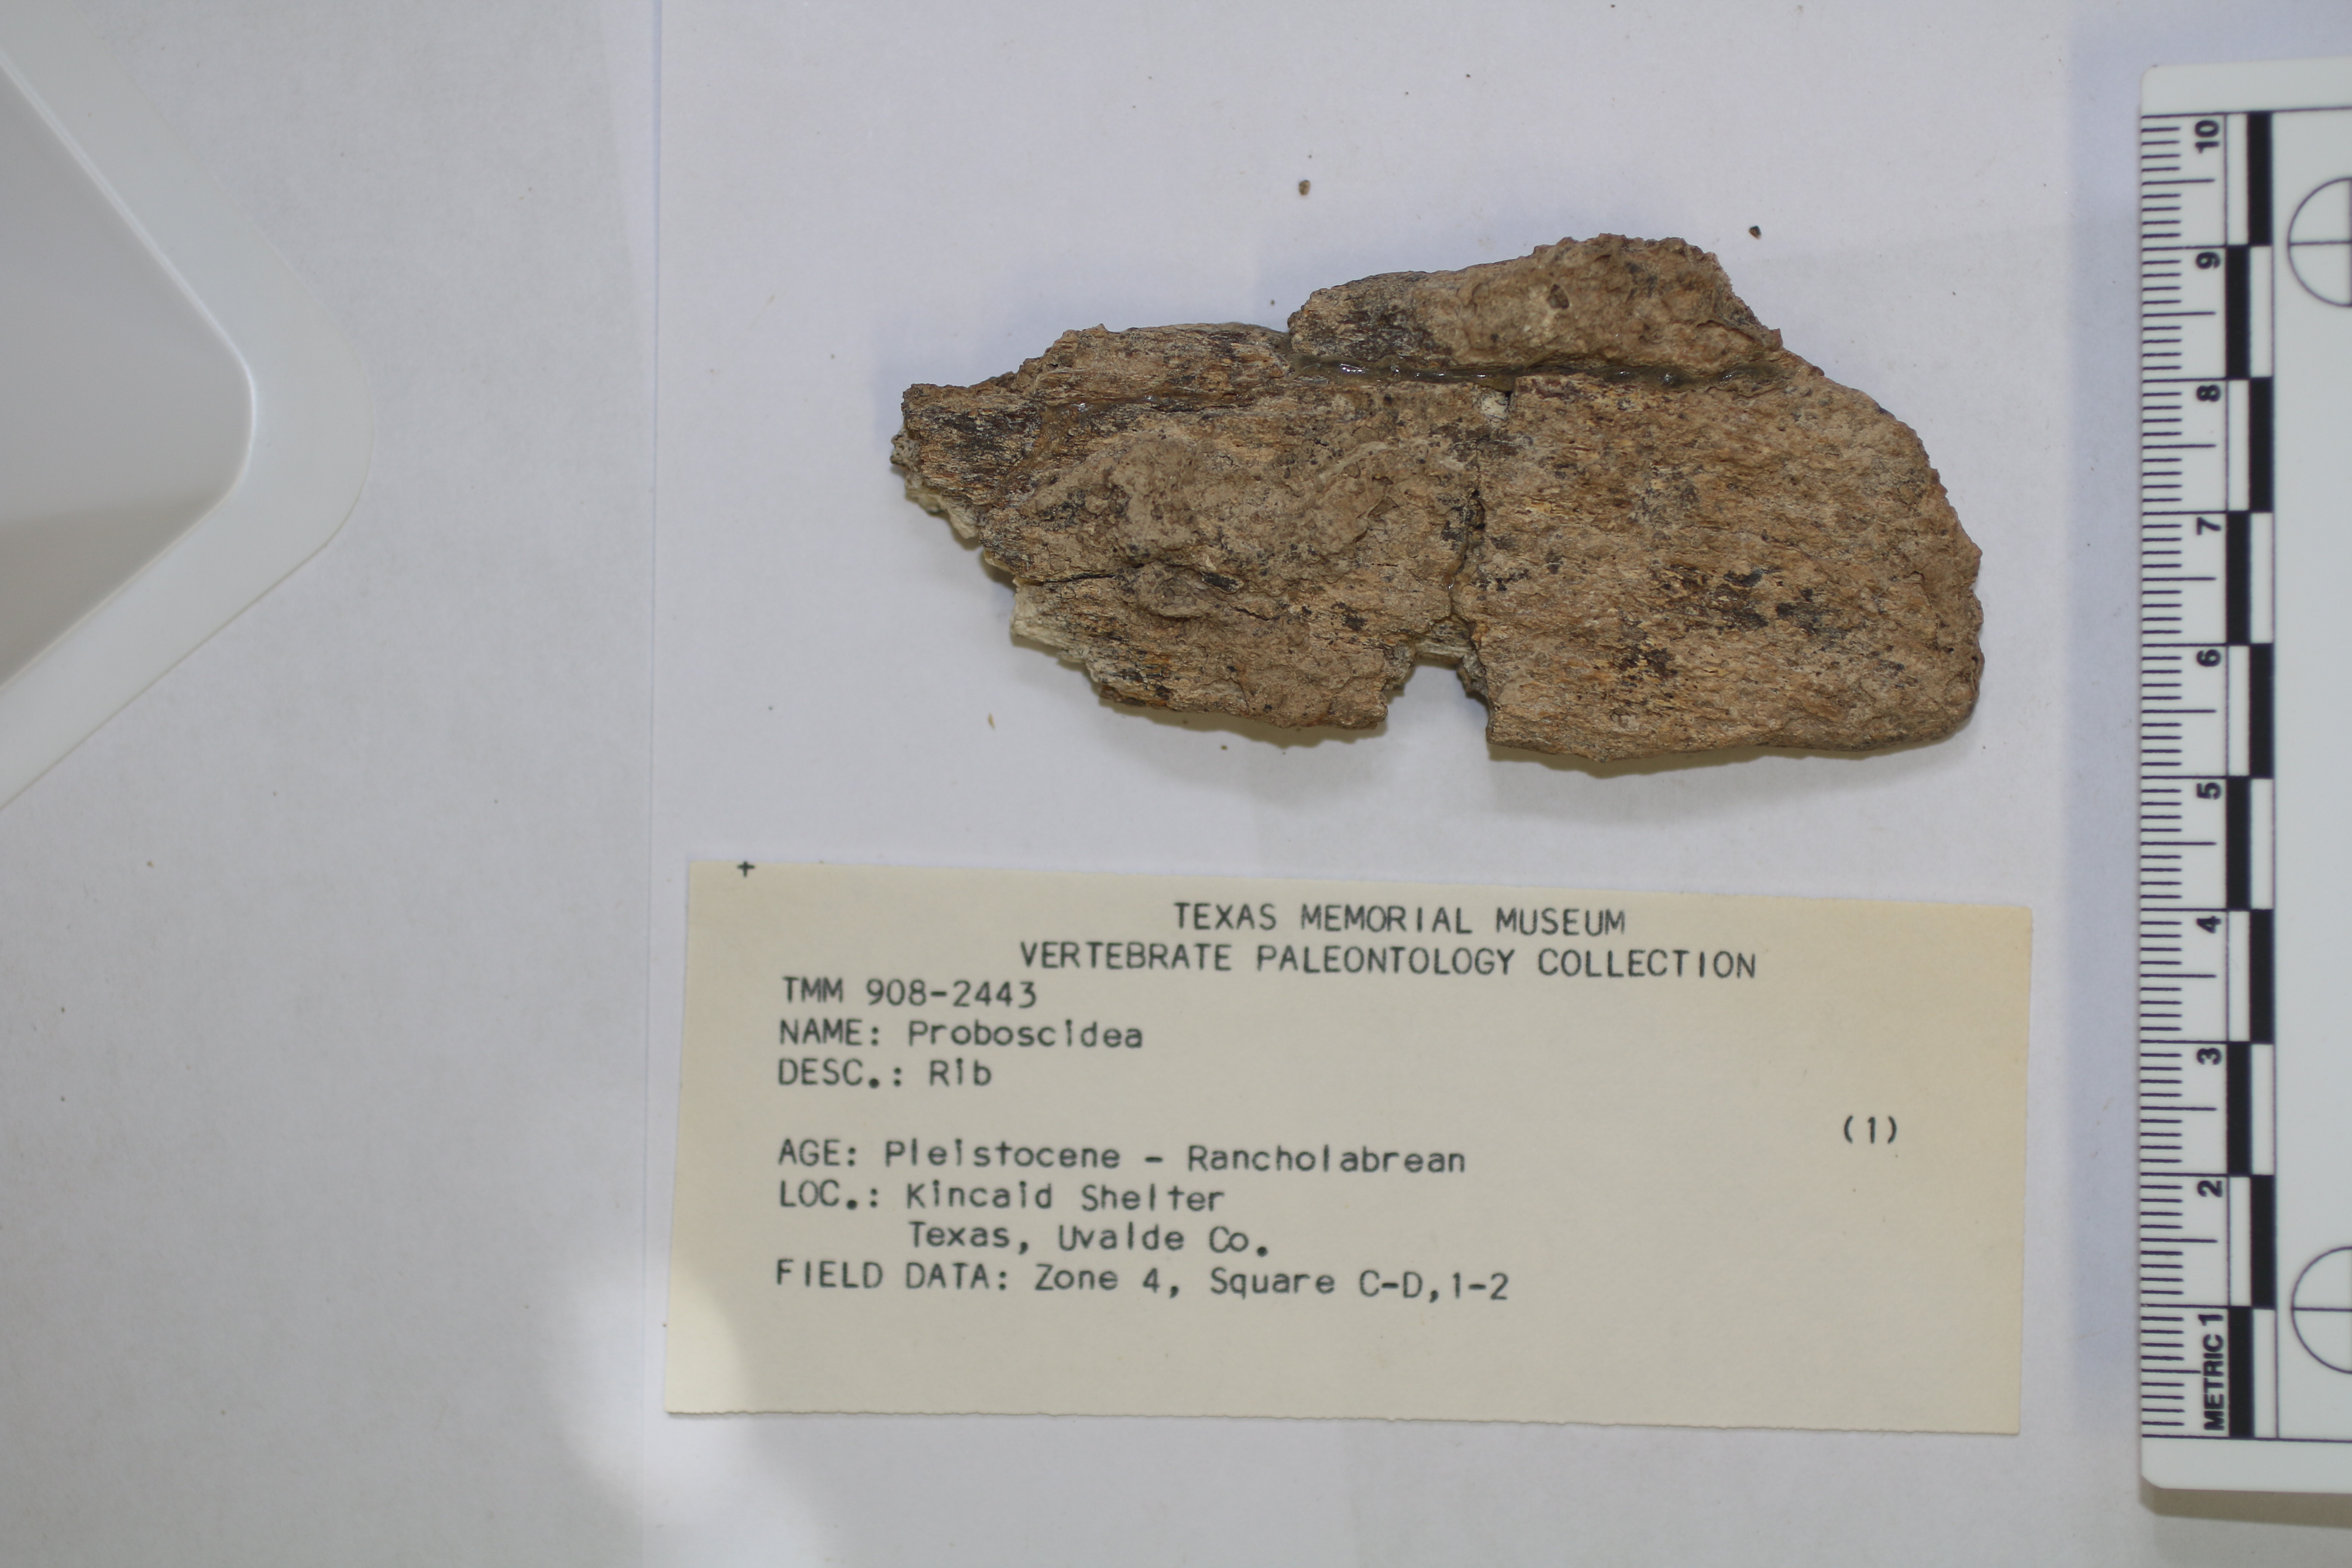 +
TEXAS MEMORIAL MUSEUM
VERTEBRATE PALEONTOLOGY COLLECTION
TMM 908-2443
NAME: Proboscidea
DESC.: Rib
(1)
AGE: Pleistocene - Rancholabrean
LOC.: Kincaid Shelter
Texas, Uvalde Co.
FIELD DATA: Zone 4, Square C-D,1-2
METRIC 1 2 3 4 5 6 7 8 9 10